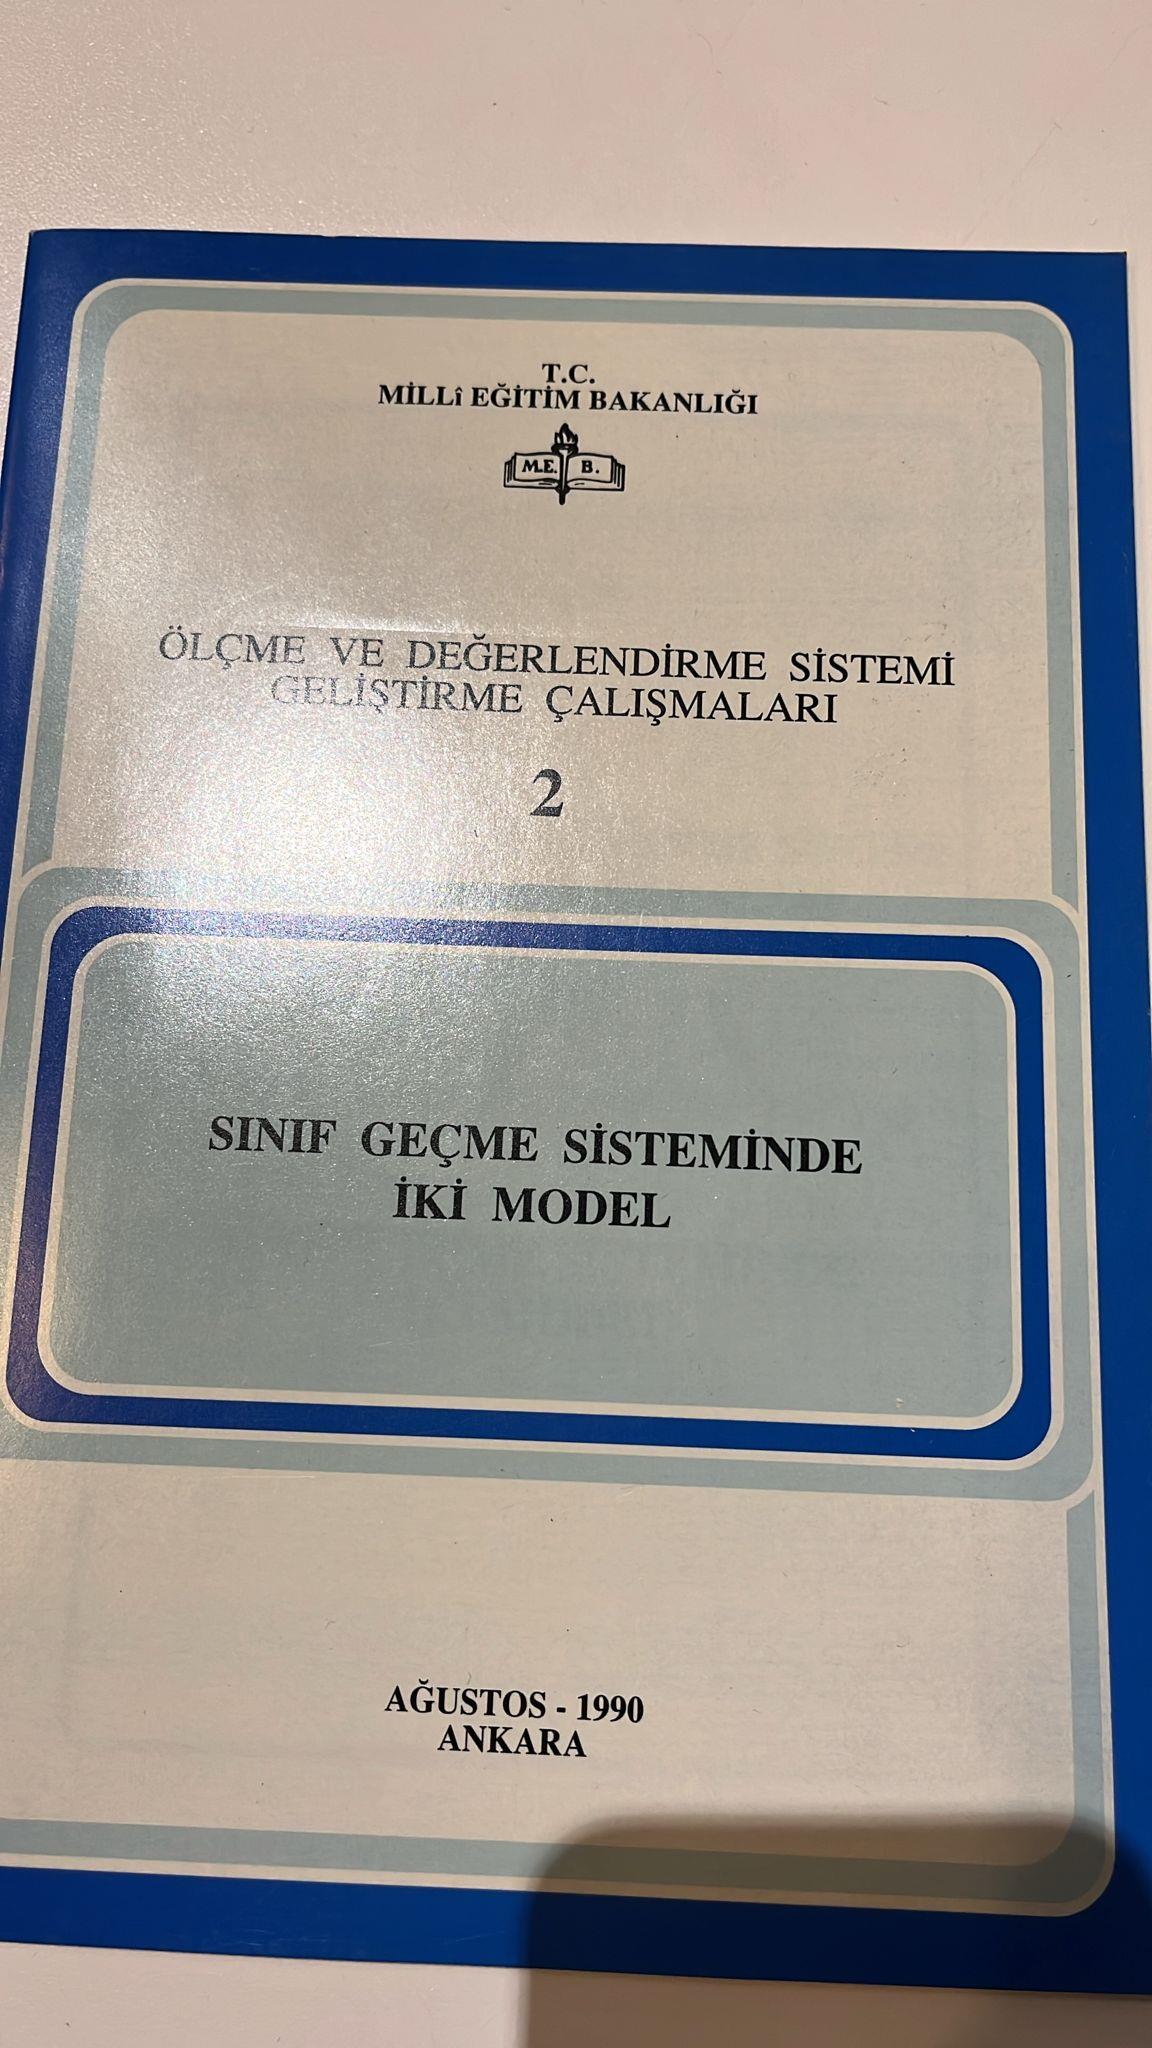 T.C.
MİLLî EĞİTİM BAKANLIĞI
M.E. B.
ÖLÇME VE DEĞERLENDİRME SİSTEMİ
GELİŞTİRME ÇALIŞMALARI
2
SINIF GEÇME SİSTEMİNDE
İKİ MODEL
AĞUSTOS - 1990
ANKARA